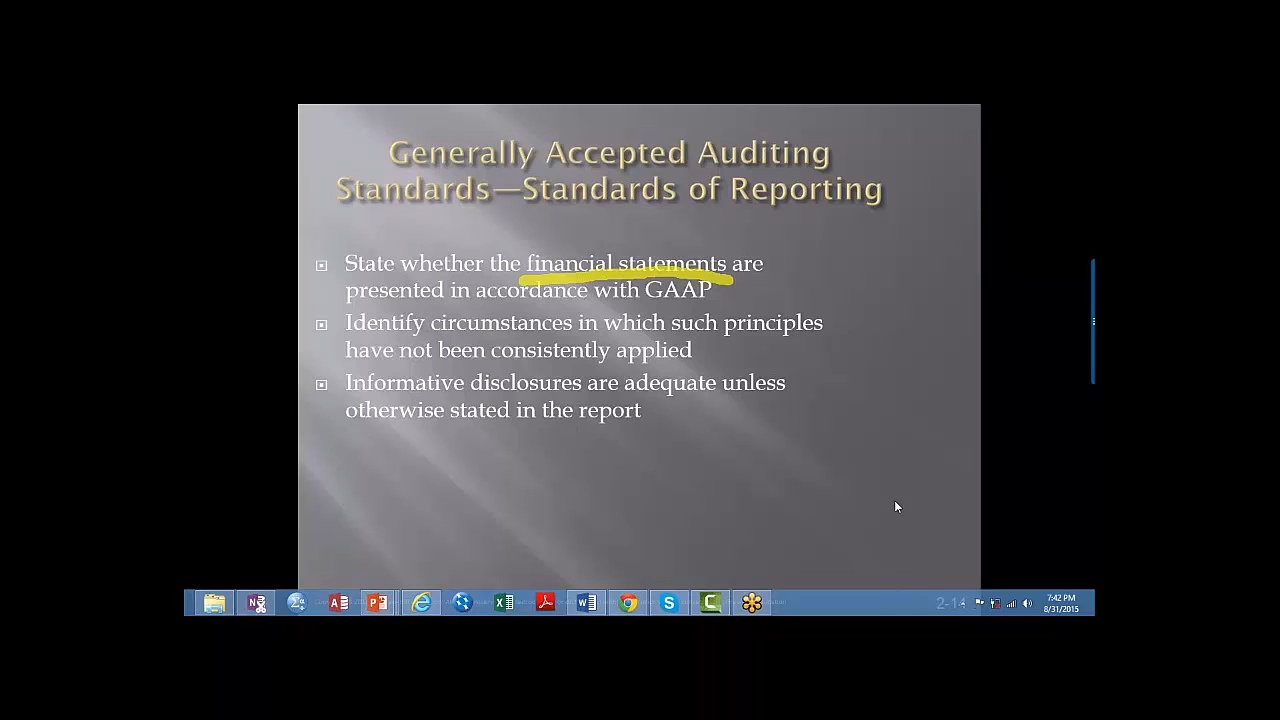 Generally Accepted Auditing
Standards—Standards of Reporting
State whether the financial statements are
presented in accordance with GAAP
Identify circumstances in which such principles
have not been consistently applied
Informative disclosures are adequate unless
otherwise stated in the report
2-14
7:42 PM
8/31/2015